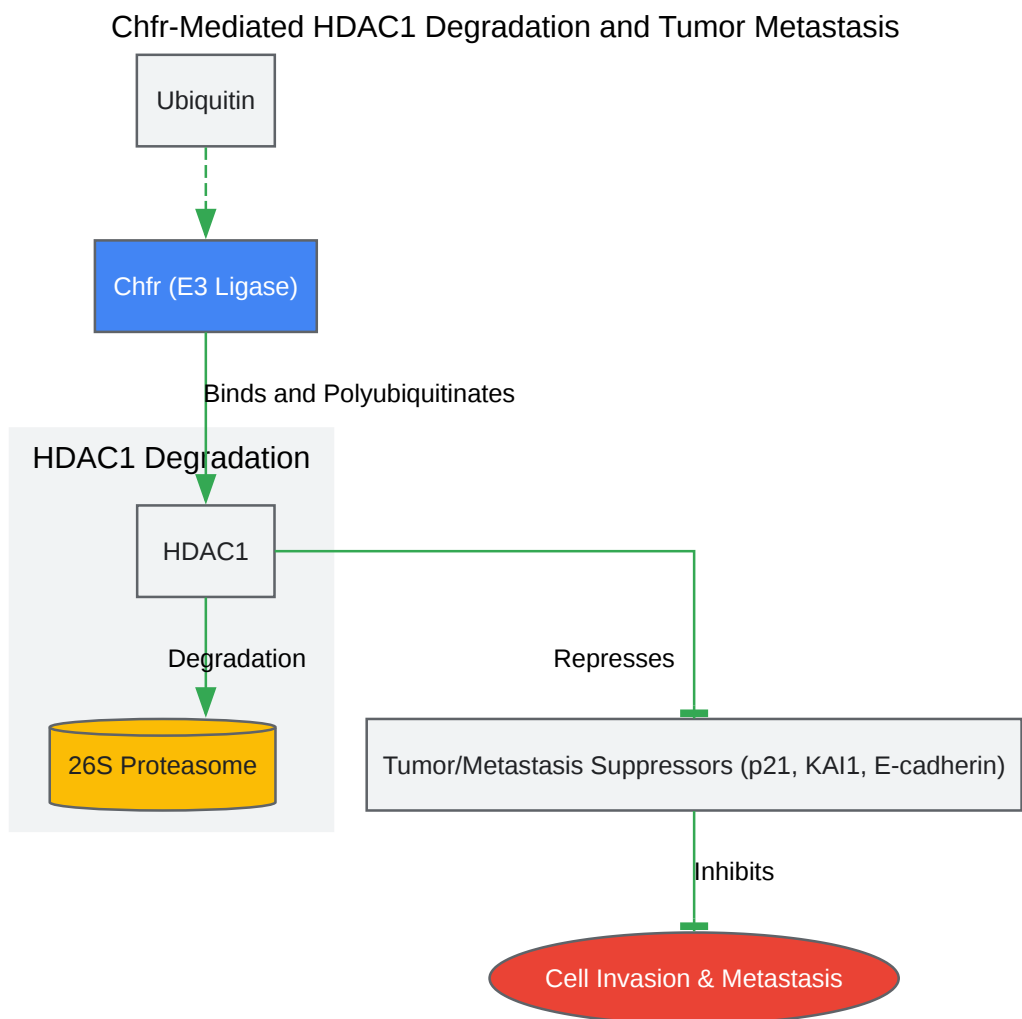 Chfr-Mediated HDAC1 Degradation and Tumor Metastasis
Ubiquitin
Chfr (E3 Ligase)
Binds and Polyubiquitinates
HDAC1 Degradation
HDAC1
Degradation
Represses
26S Proteasome
Tumor/Metastasis Suppressors (p21, KAI1, E-cadherin)
Inhibits
Cell Invasion & Metastasis